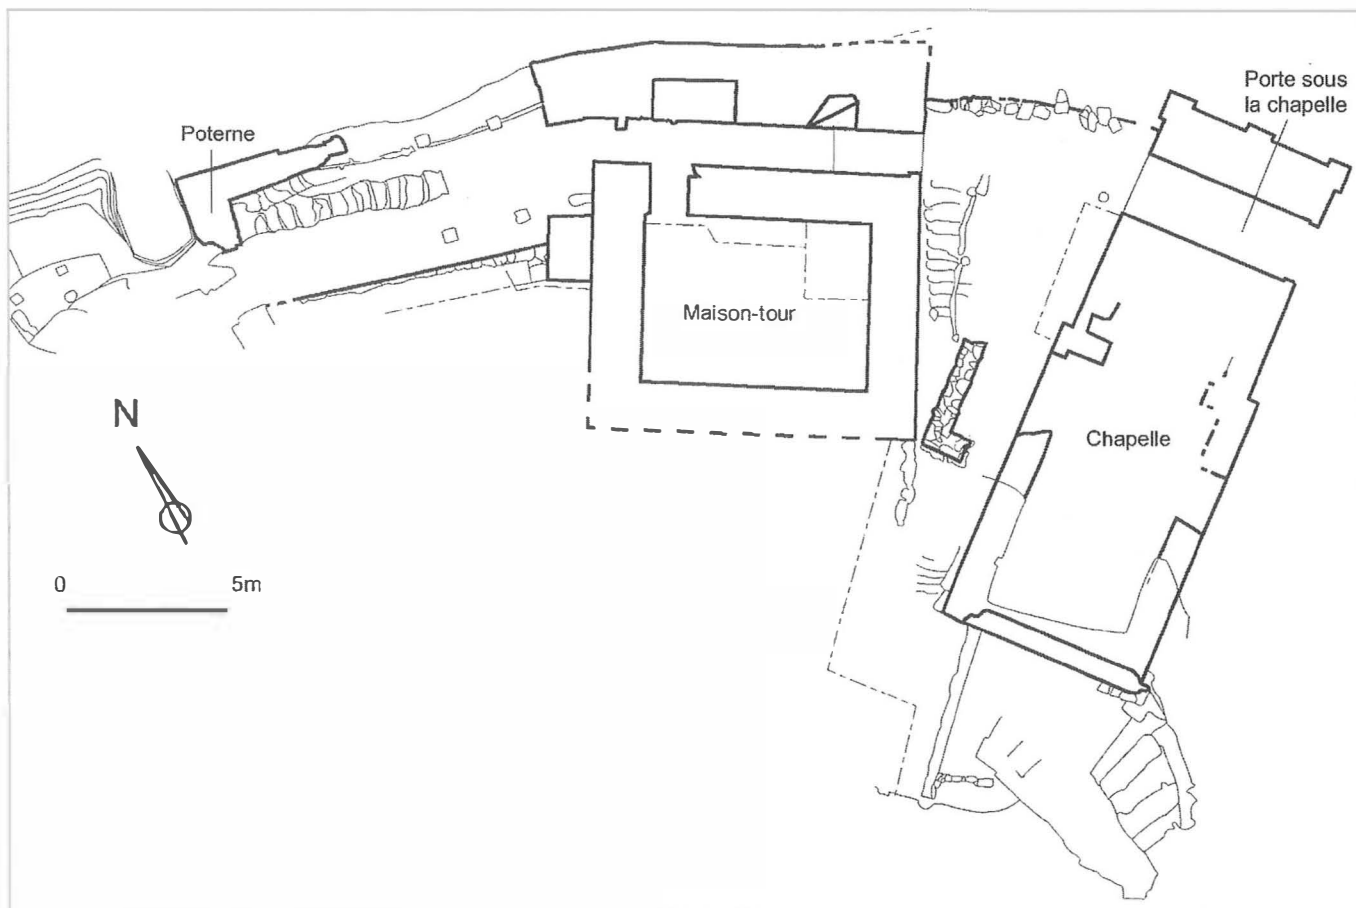 Porte sous
la chapelle
Poterne
Maison-tour
Chapelle
N
0 5m